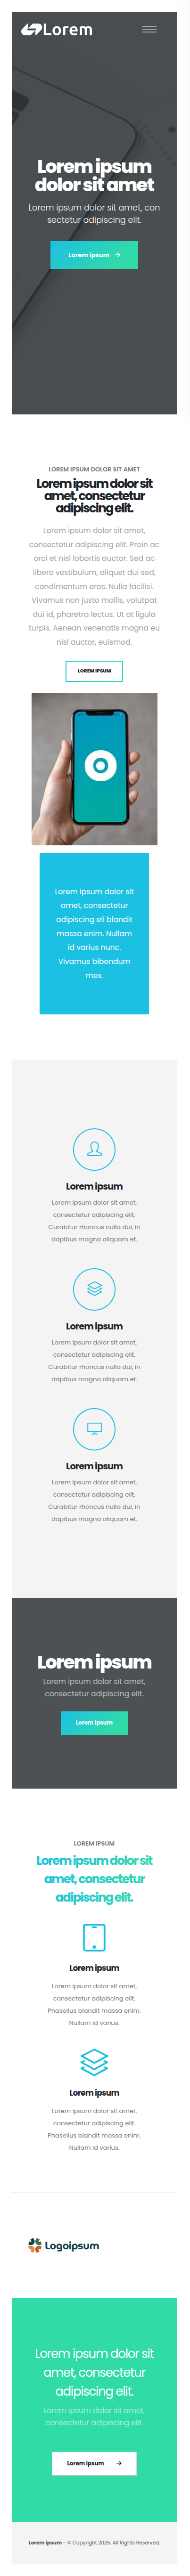 Lorem
Lorem ipsum
dolor sit amet
Lorem ipsum dolor sit amet, con
sectetur adipiscing elit.
Lorem ipsum →
LOREM IPSUM DOLOR SIT AMET
Lorem ipsum dolor sit
amet, consectetur
adipiscing elit.
Lorem ipsum dolor sit amet,
consectetur adipiscing elit. Proin ac
orci et nisl lobortis auctor. Sed ac
libero vestibulum, aliquet dui sed,
condimentum eros. Nulla facilisi.
Vivamus non justo mollis, volutpat
dui id, pharetra lectus. Ut at ligula
turpis. Aenean venenatis magna eu
nisl auctor, euismod.
LOREM IPSUM
Lorem ipsum dolor sit
amet, consectetur
adipiscing eli blandit
massa enim. Nullam
id varius nunc.
Vivamus bibendum
mex.
Lorem ipsum
Lorem ipsum dolor sit amet,
consectetur adipiscing elit.
Curabitur rhoncus nulla dui, in
dapibus magna aliquam et.
Lorem ipsum
Lorem ipsum dolor sit amet,
consectetur adipiscing elit.
Curabitur rhoncus nulla dui, in
dapibus magna aliquam et.
Lorem ipsum
Lorem ipsum dolor sit amet,
consectetur adipiscing elit.
Curabitur rhoncus nulla dui, in
dapibus magna aliquam et.
Lorem ipsum
Lorem ipsum dolor sit amet,
consectetur adipiscing elit.
Lorem ipsum
LOREM IPSUM
Lorem ipsum dolor sit
amet, consectetur
adipiscing elit.
Lorem ipsum
Lorem ipsum dolor sit amet,
consectetur adipiscing elit.
Phasellus blandit massa enim.
Nullam id varius.
Lorem ipsum
Lorem ipsum dolor sit amet,
consectetur adipiscing elit.
Phasellus blandit massa enim.
Nullam id varius.
Logoipsum
Lorem ipsum dolor sit
amet, consectetur
adipiscing elit.
Lorem ipsum dolor sit amet,
consectetur adipiscing elit.
Lorem ipsum →
Lorem ipsum - © Copyright 2025. All Rights Reserved.